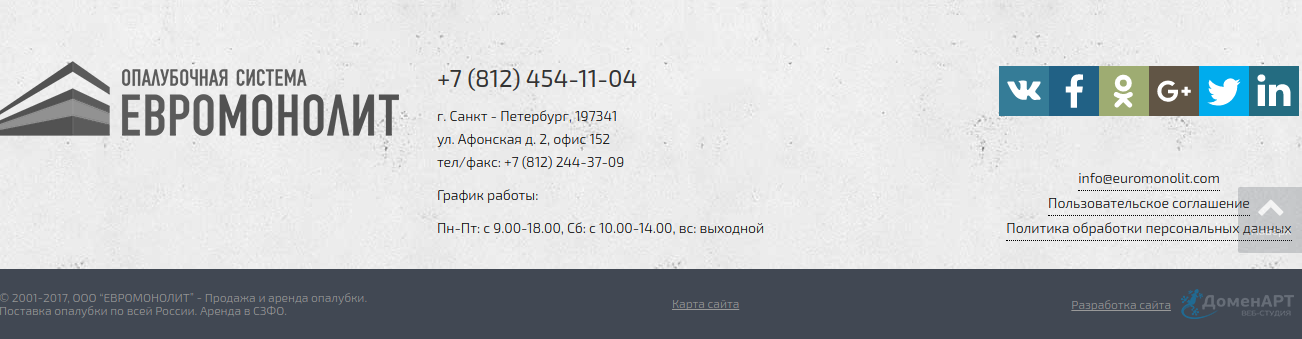 ОПАЛУБОЧНАЯ СИСТЕМА
ЕВРОМОНОЛИТ
+7 (812) 454-11-04
г. Санкт - Петербург, 197341
ул. Афонская д. 2, офис 152
тел/факс: +7 (812) 244-37-09
График работы:
Пн-Пт: с 9.00-18.00, Сб: с 10.00-14.00, вс: выходной
info@euromonolit.com
Пользовательское соглашение
Политика обработки персональных данных
© 2001-2017, ООО "ЕВРОМОНОЛИТ" - Продажа и аренда опалубки.
Поставка опалубки по всей России. Аренда в СЗФО.
Карта сайта
Разработка сайта
ДоменАРТ
ВЕБ-СТУДИЯ